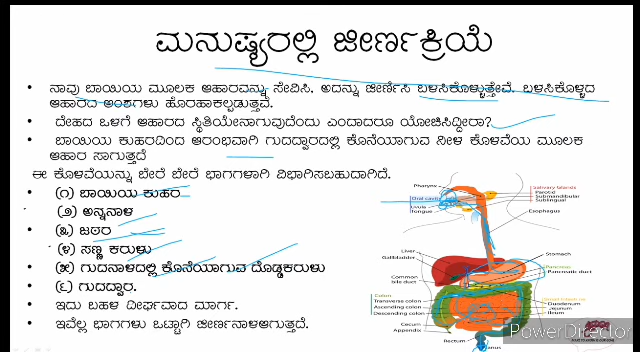 ಮನುಷ್ಯರಲ್ಲಿ ಜೀರ್ಣಕ್ರಿಯೆ
• ನಾವು ಬಾಯಿಯ ಮೂಲಕ ಆಹಾರವನ್ನು ಸೇವಿಸಿ. ಅದನ್ನು ಜೀರ್ಣಿಸಿ ಬಳಸಿಕೊಳ್ಳುತ್ತೇವೆ. ಬಳಸಿಕೊಳ್ಳದ
ಆಹಾರದ ಅಂಶಗಳು ಹೊರಹಾಕಲ್ಪಡುತ್ತವೆ.
• ದೇಹದ ಒಳಗೆ ಆಹಾರದ ಸ್ಥಿತಿಯೇನಾಗುವುದೆಂದು ಎಂದಾದರೂ ಯೋಚಿಸಿದ್ದೀರಾ?
• ಬಾಯಿಯ ಕುಹರದಿಂದ ಆರಂಭವಾಗಿ ಗುದದ್ವಾರದಲ್ಲಿ ಕೊನೆಯಾಗುವ ನೀಳ ಕೊಳವೆಯ ಮೂಲಕ
ಆಹಾರ ಸಾಗುತ್ತದೆ
ಈ ಕೊಳವೆಯನ್ನು ಬೇರೆ ಬೇರೆ ಭಾಗಗಳಾಗಿ ವಿಭಾಗಿಸಬಹುದಾಗಿದೆ.
• (೧) ಬಾಯಿಯ ಕುಹರ
(೨) ಅನ್ನನಾಳ
• (೩) ಜಠರ
(೪) ಸಣ್ಣ ಕರುಳು
• (೫) ಗುದನಾಳದಲ್ಲಿ ಕೊನೆಯಾಗುವ ದೊಡ್ಡಕರುಳು
• (೬) ಗುದದ್ವಾರ.
• ಇದು ಬಹಳ ದೀರ್ಘವಾದ ಮಾರ್ಗ.
• ಇವೆಲ್ಲ ಭಾಗಗಳು ಒಟ್ಟಾಗಿ ಜೀರ್ಣನಾಳಆಗುತ್ತದೆ.
Pharynx
Oral cavity
Uvula
Tongue
Salivary Glands
Parotid
Submandibular
Sublingual
Esophagus
Liver
Gallbladder
Common
bile duct
Stomach
Pancreas
Pancreatic duct
Colon
Transverse colon
Ascending colon
Descending colon
Cecum
Appendix
Duodenum
Jejunum
Ileum
Rectum
Anus
PowerDirector